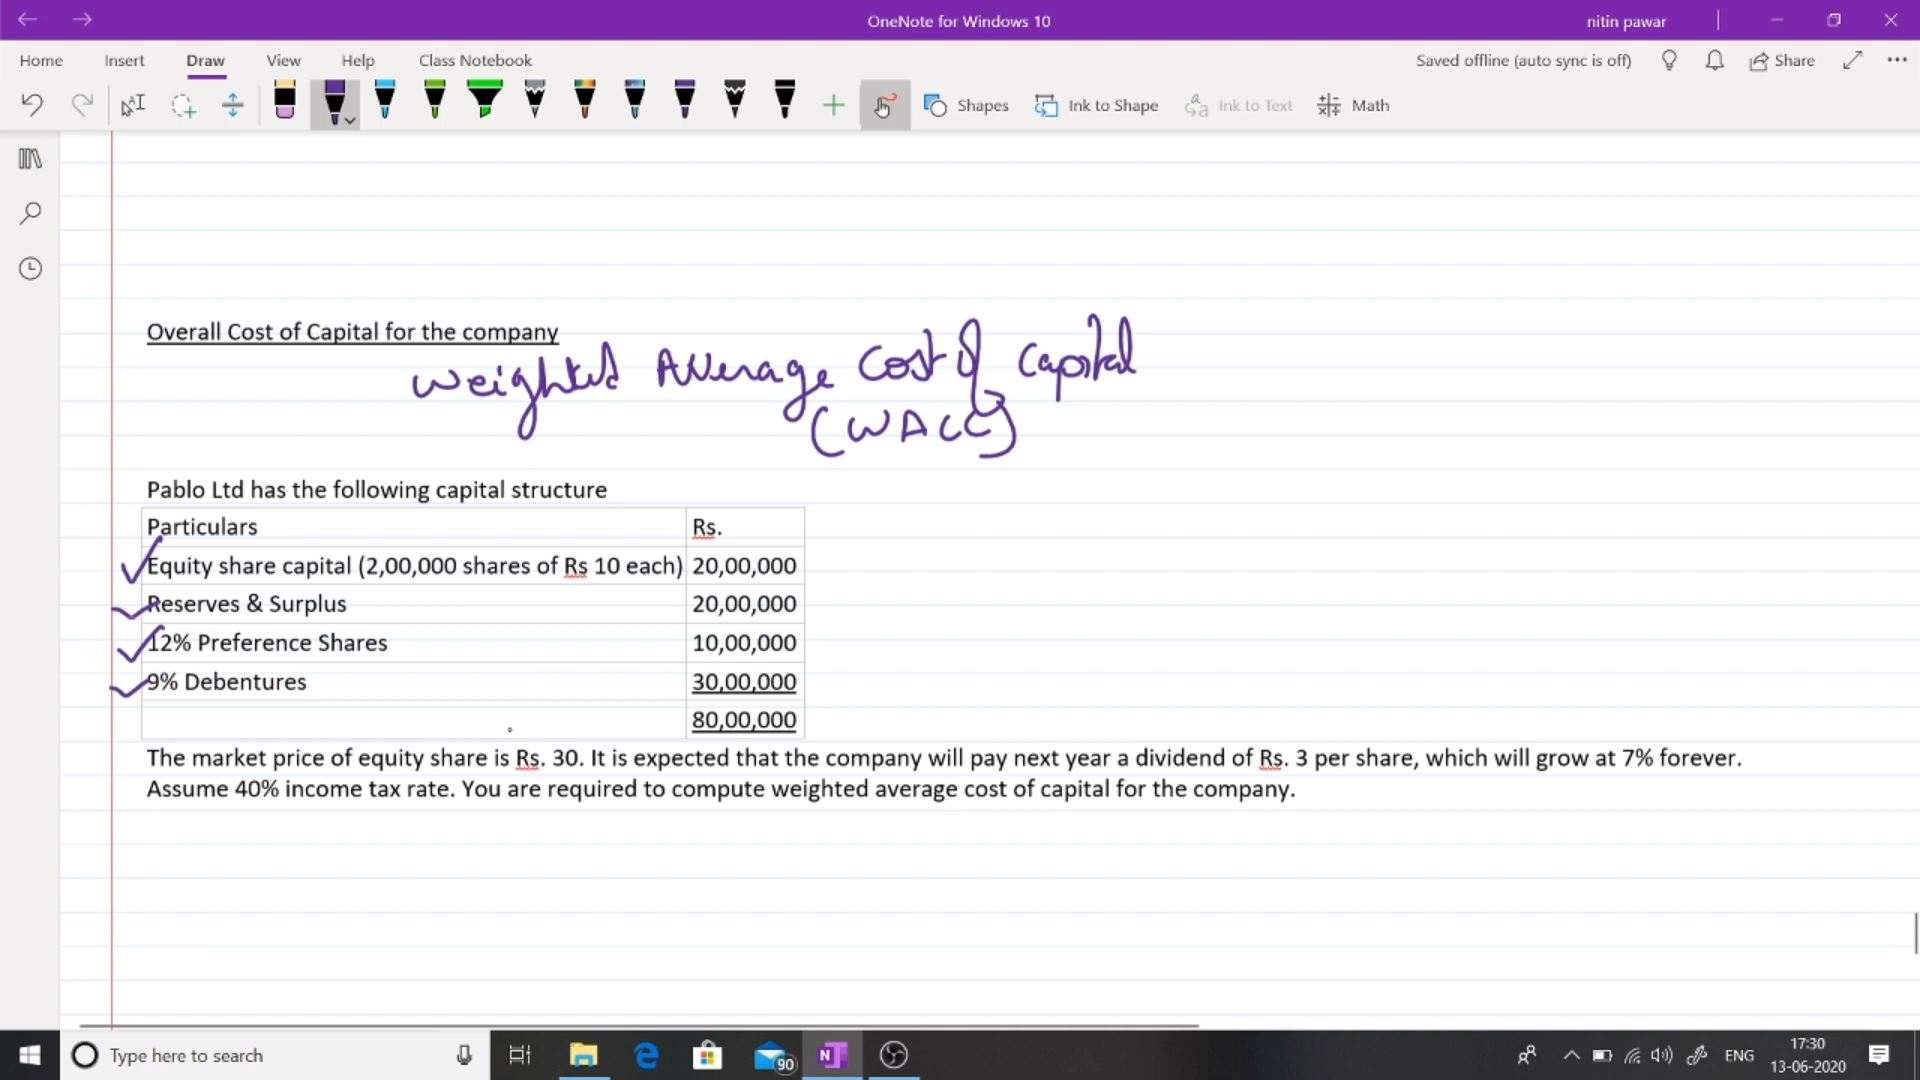 OneNote for Windows 10
nitin pawar
Home Insert Draw View Help Class Notebook
Saved offline (auto sync is off) Share
Shapes Ink to Shape Ink to Text Math
Overall Cost of Capital for the company
Weighted Average Cost of Capital
(WACC)
Pablo Ltd has the following capital structure
Particulars Rs.
Equity share capital (2,00,000 shares of Rs 10 each) 20,00,000
Reserves & Surplus 20,00,000
12% Preference Shares 10,00,000
9% Debentures 30,00,000
80,00,000
The market price of equity share is Rs. 30. It is expected that the company will pay next year a dividend of Rs. 3 per share, which will grow at 7% forever.
Assume 40% income tax rate. You are required to compute weighted average cost of capital for the company.
Type here to search
90
ENG
17:30
13-06-2020